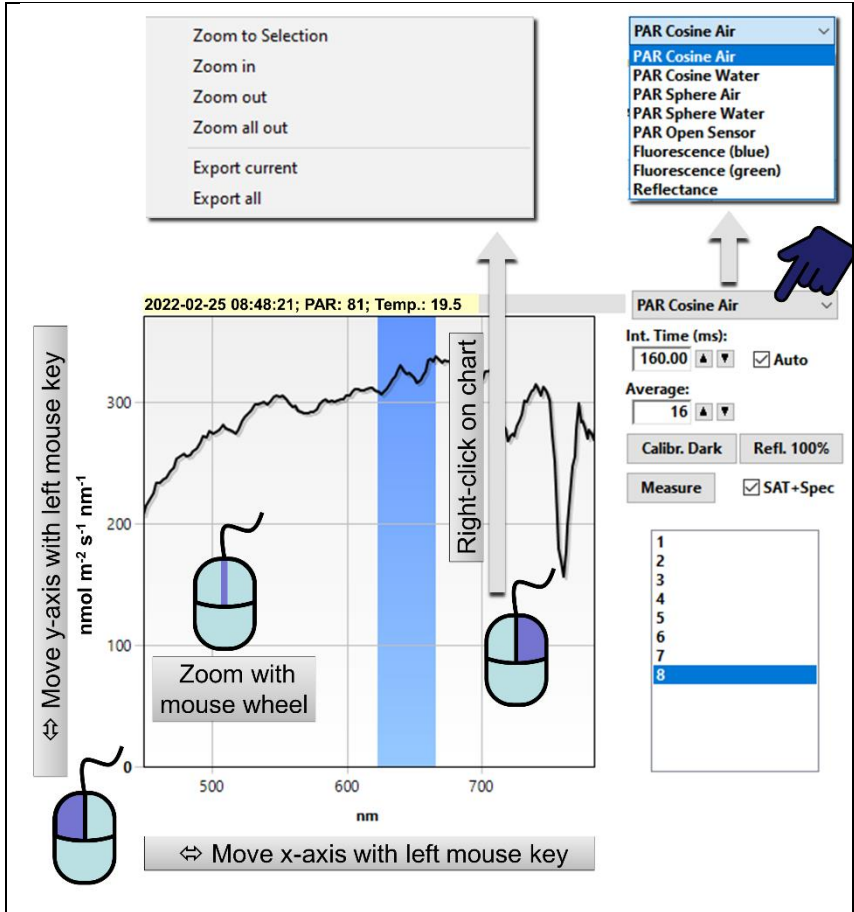 Zoom to Selection
Zoom in
Zoom out
Zoom all out
Export current
Export all
PAR Cosine Air
PAR Cosine Air
PAR Cosine Water
PAR Sphere Air
PAR Sphere Water
PAR Open Sensor
Fluorescence (blue)
Fluorescence (green)
Reflectance
2022-02-25 08:48:21; PAR: 81; Temp.: 19.5
⬄ Move y-axis with left mouse key
nmol m⁻² s⁻¹ nm⁻¹
300
200
100
0
500
600
700
nm
Right-click on chart
Zoom with
mouse wheel
⬄ Move x-axis with left mouse key
PAR Cosine Air
Int. Time (ms):
160.00
Auto
Average:
16
Calibr. Dark
Refl. 100%
Measure
SAT+Spec
1
2
3
4
5
6
7
8